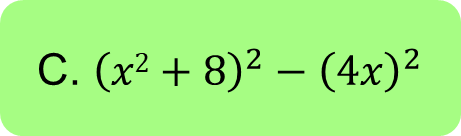 C. (x² + 8)² − (4x)²